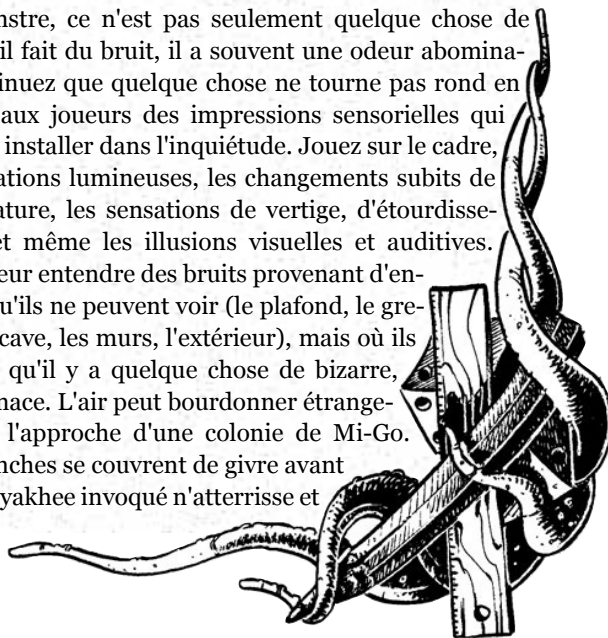 nstre, ce n'est pas seulement quelque chose de
il fait du bruit, il a souvent une odeur abomina-
inuez que quelque chose ne tourne pas rond en
aux joueurs des impressions sensorielles qui
installer dans l'inquiétude. Jouez sur le cadre,
ations lumineuses, les changements subits de
ature, les sensations de vertige, d'étourdisse-
et même les illusions visuelles et auditives.
eur entendre des bruits provenant d'en-
qu'ils ne peuvent voir (le plafond, le gre-
cave, les murs, l'extérieur), mais où ils
qu'il y a quelque chose de bizarre,
nace. L'air peut bourdonner étrange-
l'approche d'une colonie de Mi-Go.
nches se couvrent de givre avant
yakhee invoqué n'atterrisse et